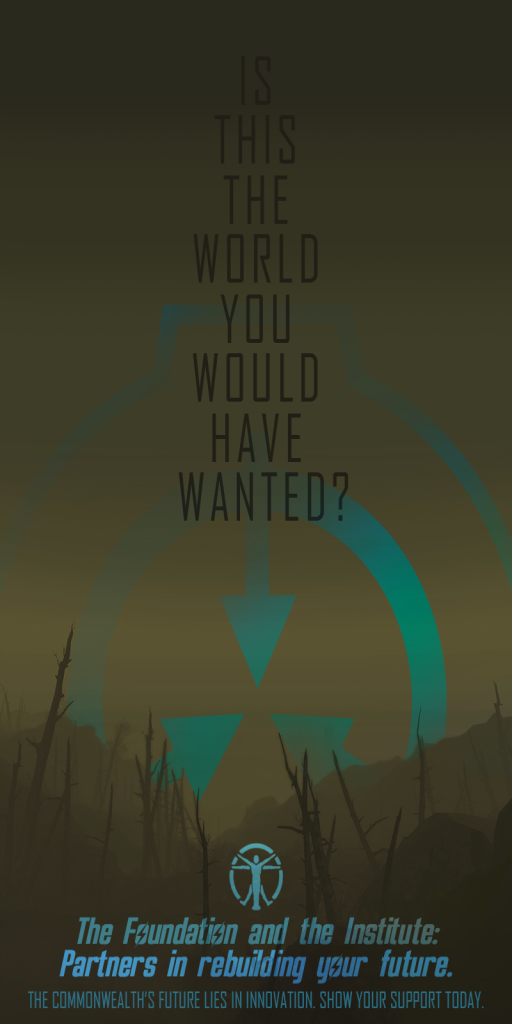 IS
THIS
THE
WORLD
YOU
WOULD
HAVE
WANTED?
The Foundation and the Institute:
Partners in rebuilding your future.
THE COMMONWEALTH'S FUTURE LIES IN INNOVATION. SHOW YOUR SUPPORT TODAY.